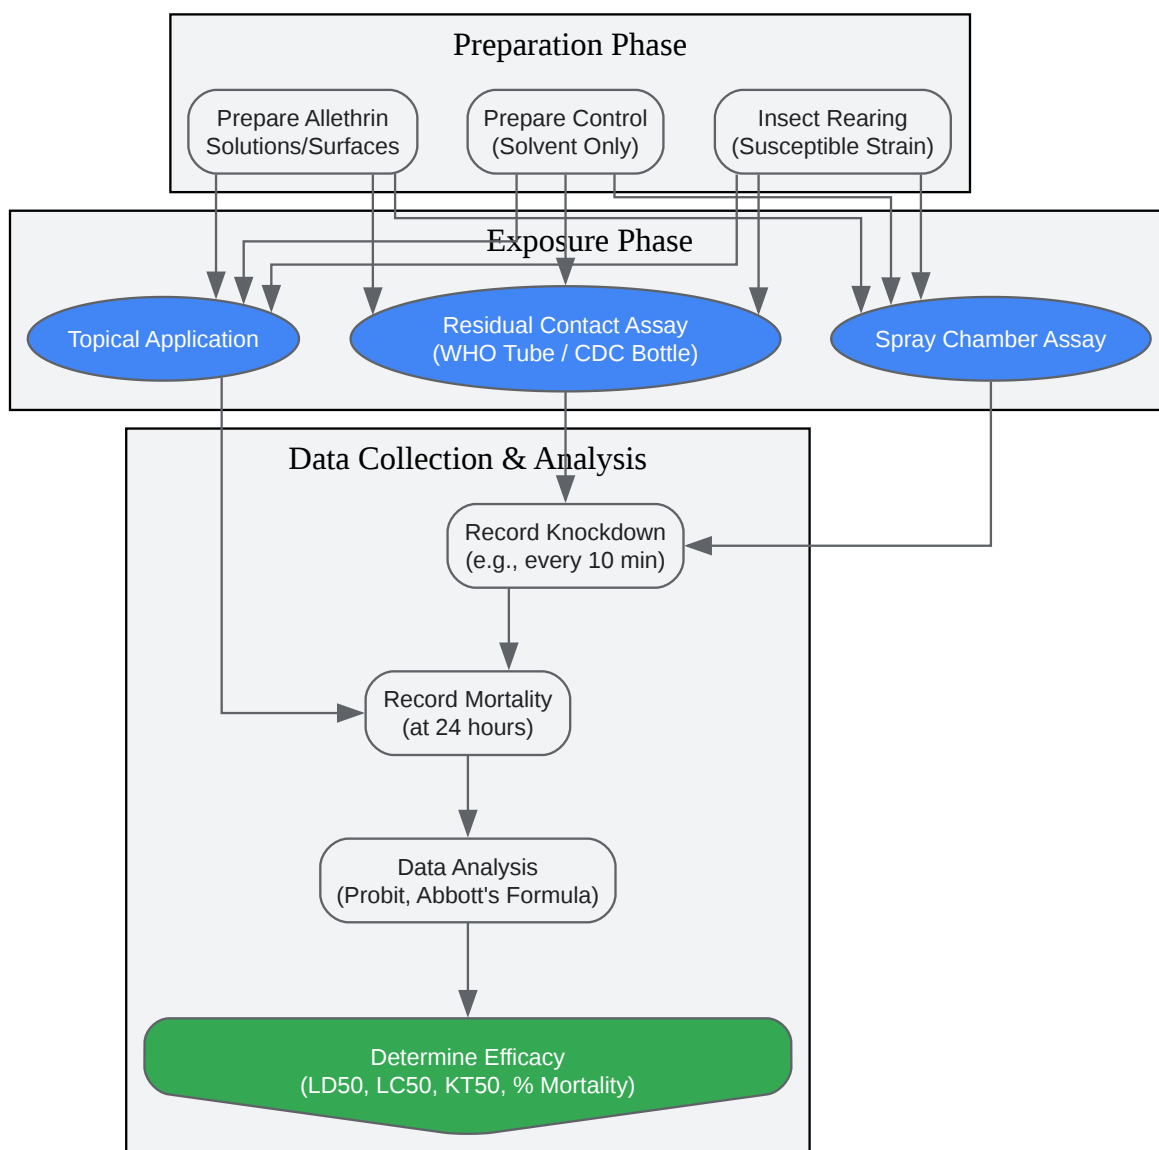 Preparation Phase
Prepare Allethrin
Solutions/Surfaces
Prepare Control
(Solvent Only)
Insect Rearing
(Susceptible Strain)
Exposure Phase
Topical Application
Residual Contact Assay
(WHO Tube / CDC Bottle)
Spray Chamber Assay
Data Collection & Analysis
Record Knockdown
(e.g., every 10 min)
Record Mortality
(at 24 hours)
Data Analysis
(Probit, Abbott's Formula)
Determine Efficacy
(LD50, LC50, KT50, % Mortality)